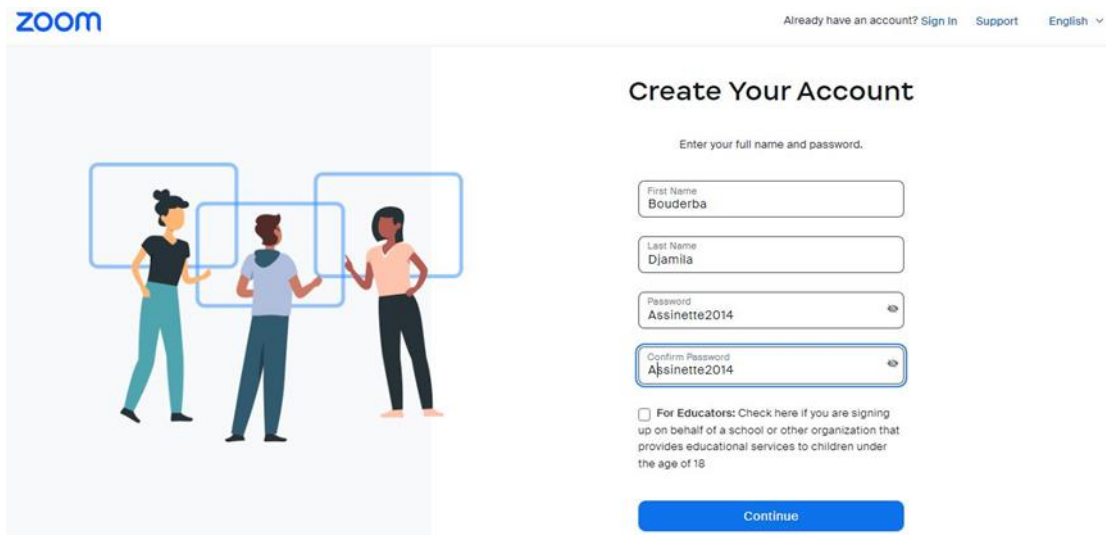 zoom
Already have an account? Sign In Support English
Create Your Account
Enter your full name and password.
First Name
Bouderba
Last Name
Djamila
Password
Assinette2014
Confirm Password
Assinette2014
For Educators: Check here if you are signing
up on behalf of a school or other organization that
provides educational services to children under
the age of 18
Continue